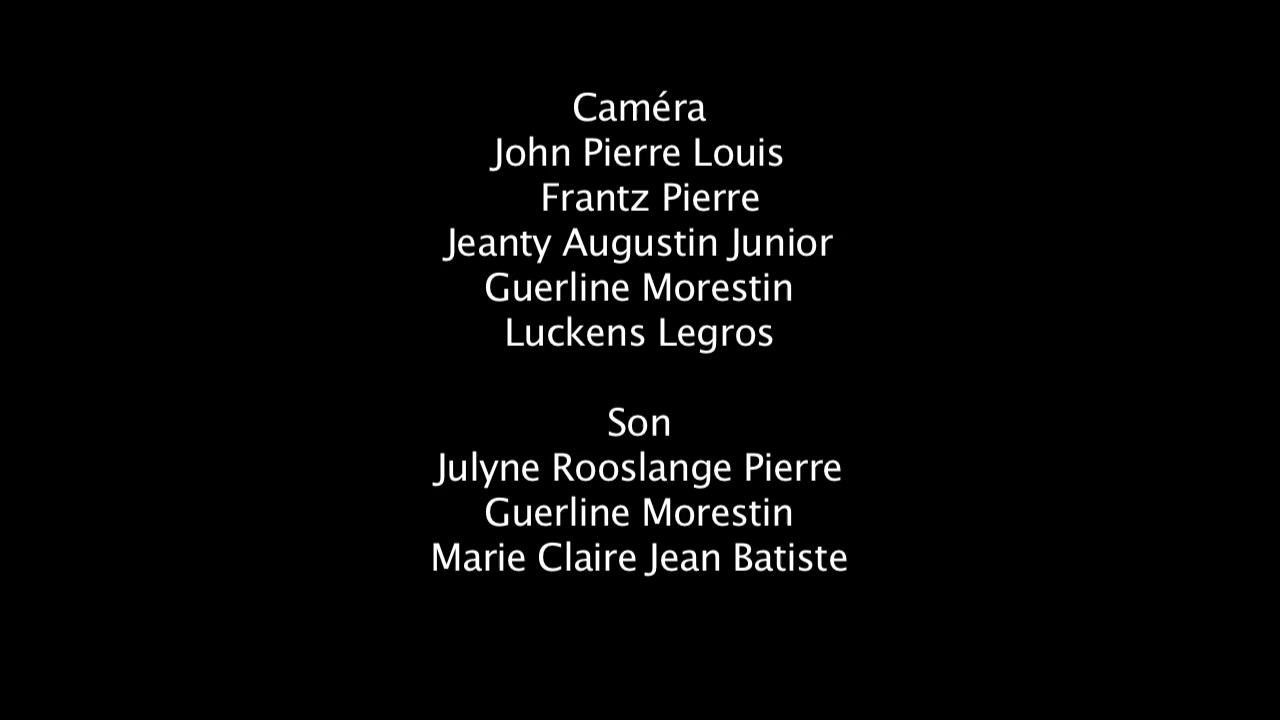 Caméra
John Pierre Louis
Frantz Pierre
Jeanty Augustin Junior
Guerline Morestin
Luckens Legros
Son
Julyne Rooslange Pierre
Guerline Morestin
Marie Claire Jean Batiste